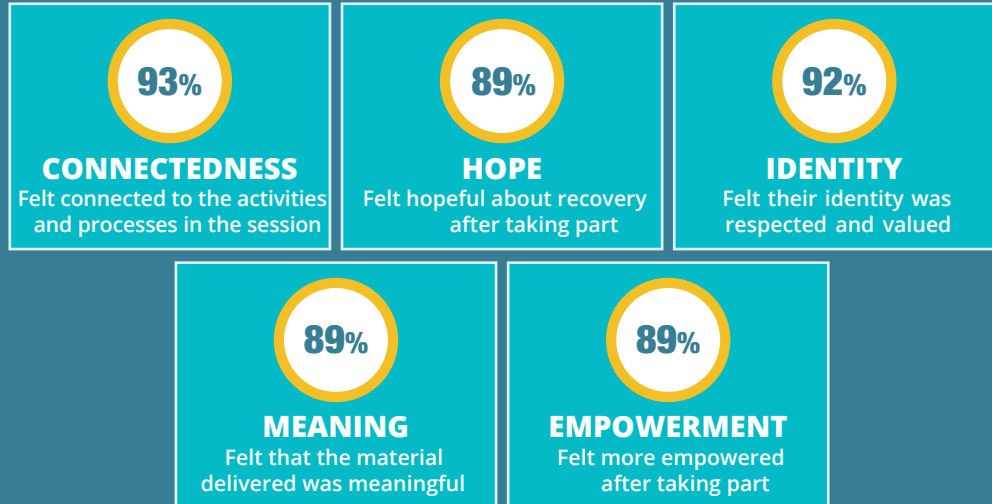 93%
CONNECTEDNESS
Felt connected to the activities
and processes in the session
89%
HOPE
Felt hopeful about recovery
after taking part
92%
IDENTITY
Felt their identity was
respected and valued
89%
MEANING
Felt that the material
delivered was meaningful
89%
EMPOWERMENT
Felt more empowered
after taking part